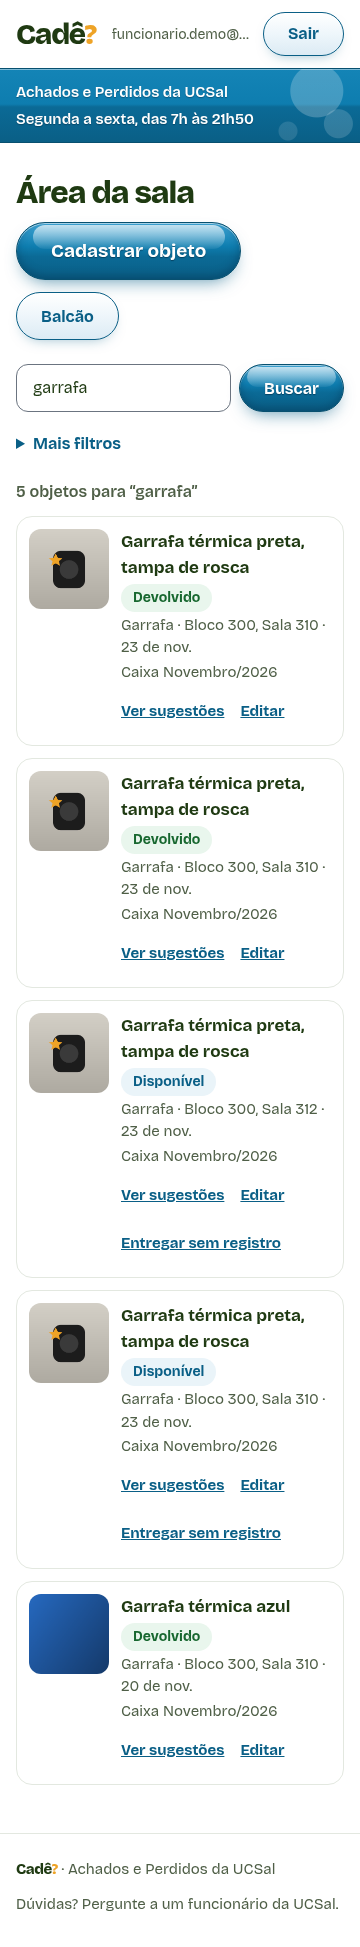 Cadê?
funcionario.demo@...
Sair
Achados e Perdidos da UCSal
Segunda a sexta, das 7h às 21h50
Área da sala
Cadastrar objeto
Balcão
garrafa
Buscar
Mais filtros
5 objetos para “garrafa”
Garrafa térmica preta,
tampa de rosca
Devolvido
Garrafa · Bloco 300, Sala 310 ·
23 de nov.
Caixa Novembro/2026
Ver sugestões Editar
Garrafa térmica preta,
tampa de rosca
Devolvido
Garrafa · Bloco 300, Sala 310 ·
23 de nov.
Caixa Novembro/2026
Ver sugestões Editar
Garrafa térmica preta,
tampa de rosca
Disponível
Garrafa · Bloco 300, Sala 312 ·
23 de nov.
Caixa Novembro/2026
Ver sugestões Editar
Entregar sem registro
Garrafa térmica preta,
tampa de rosca
Disponível
Garrafa · Bloco 300, Sala 310 ·
23 de nov.
Caixa Novembro/2026
Ver sugestões Editar
Entregar sem registro
Garrafa térmica azul
Devolvido
Garrafa · Bloco 300, Sala 310 ·
20 de nov.
Caixa Novembro/2026
Ver sugestões Editar
Cadê? · Achados e Perdidos da UCSal
Dúvidas? Pergunte a um funcionário da UCSal.